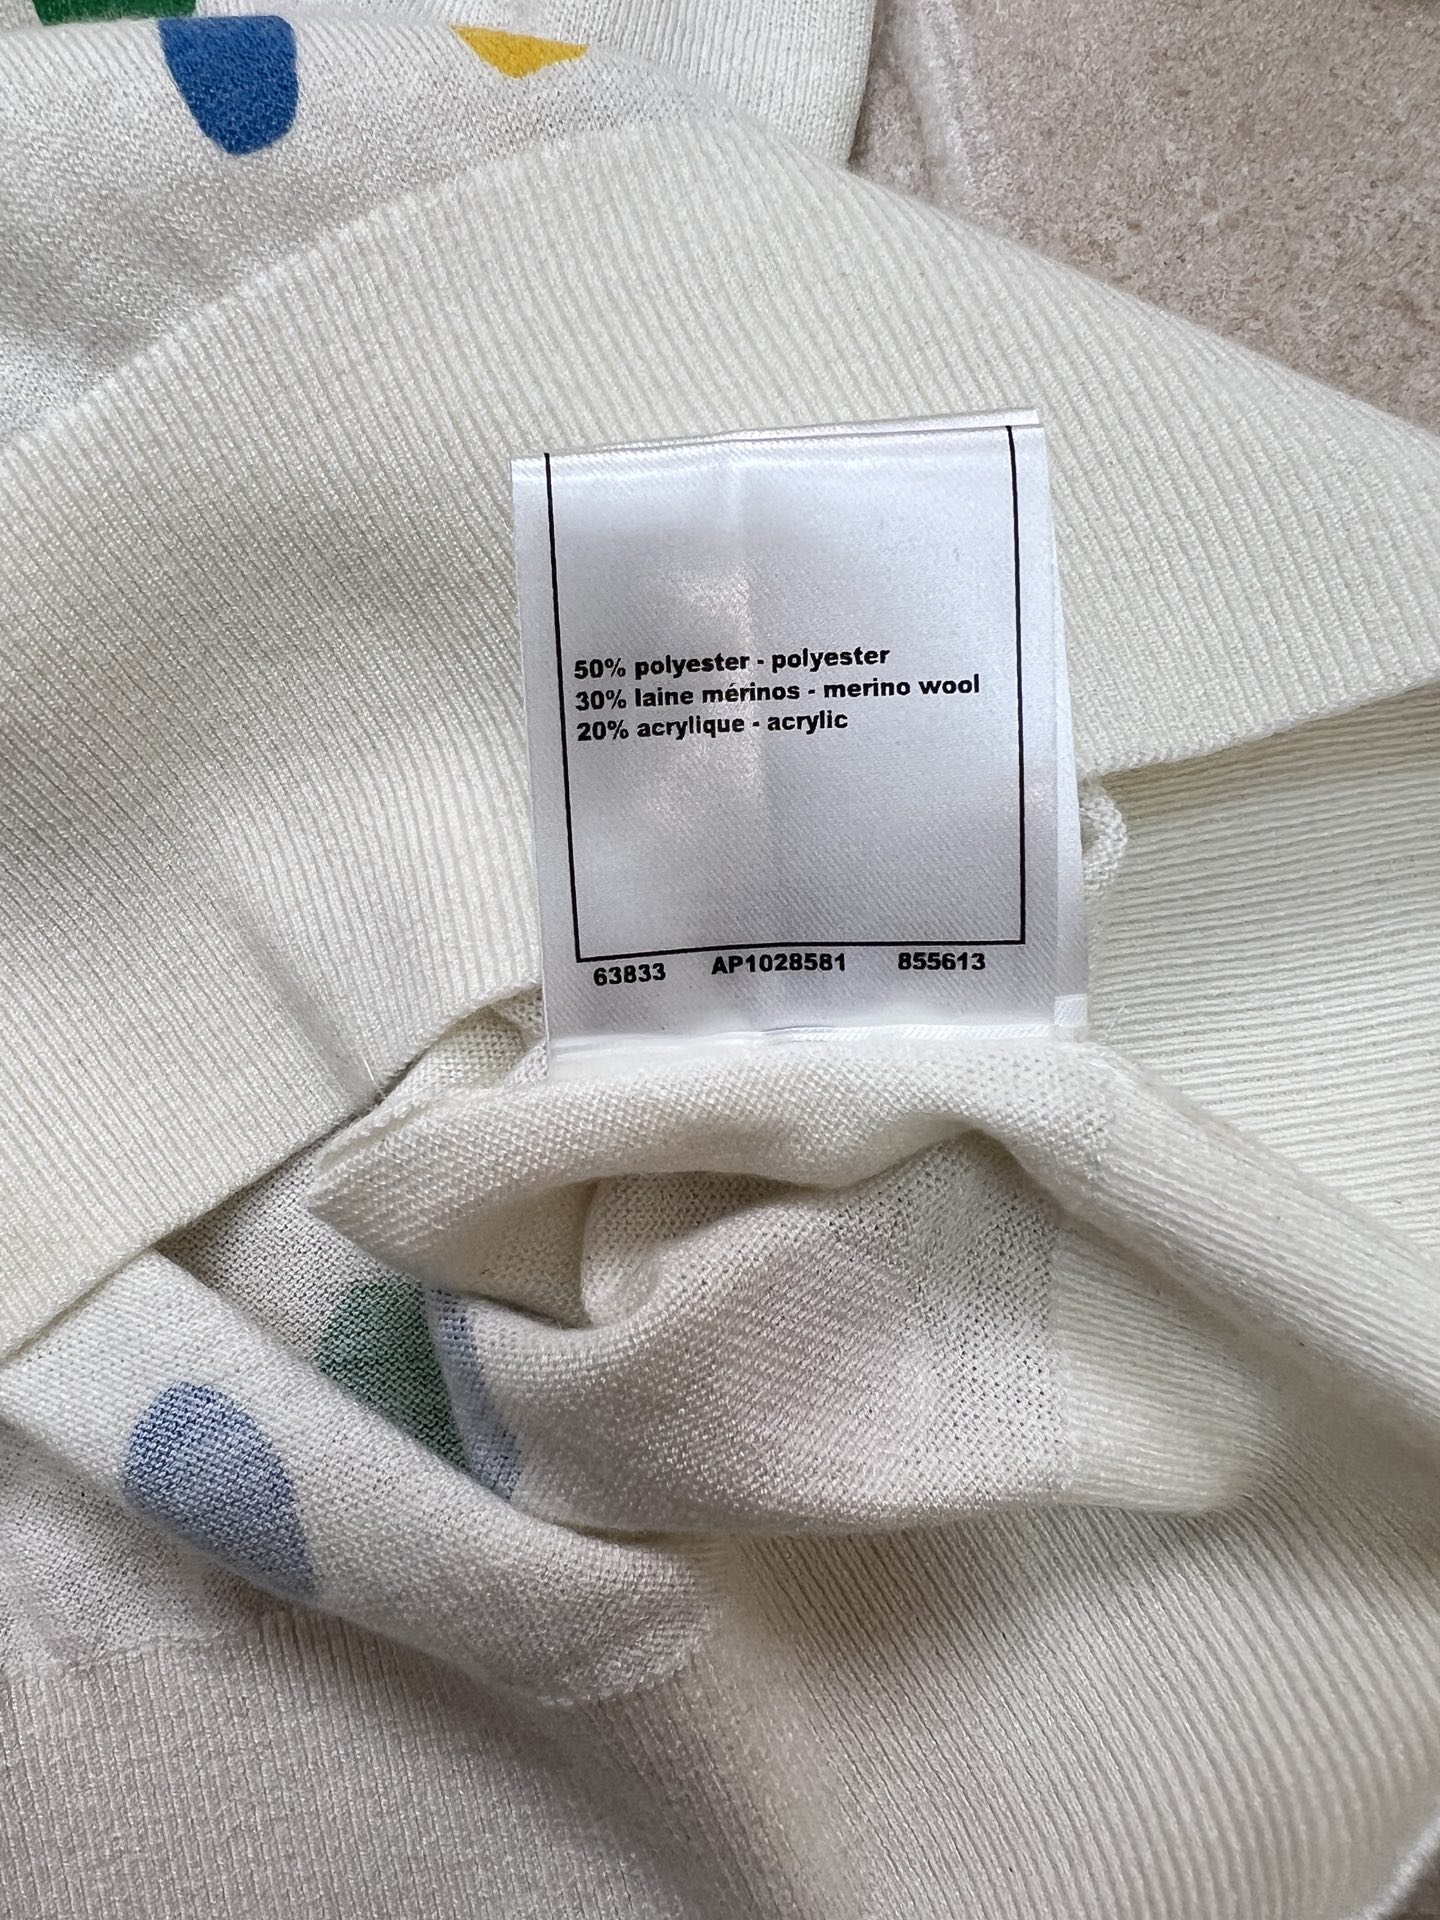 50% polyester - polyester
30% laine mérinos - merino wool
20% acrylique - acrylic
63833 AP1028581 855613